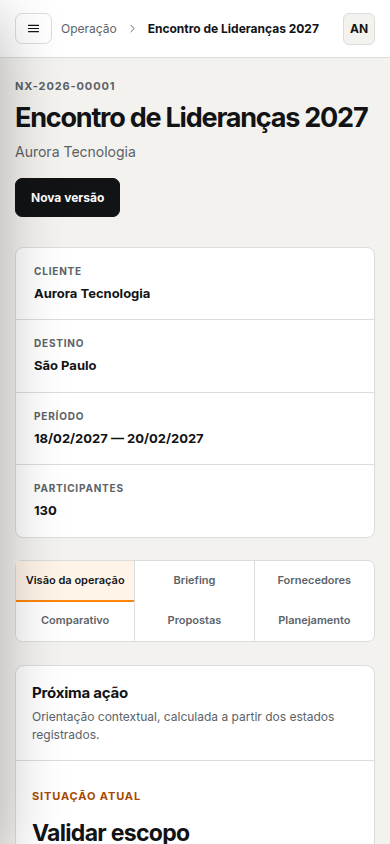 Operação > Encontro de Lideranças 2027 AN
NX-2026-00001
Encontro de Lideranças 2027
Aurora Tecnologia
Nova versão
CLIENTE
Aurora Tecnologia
DESTINO
São Paulo
PERÍODO
18/02/2027 — 20/02/2027
PARTICIPANTES
130
Visão da operação Briefing Fornecedores
Comparativo Propostas Planejamento
Próxima ação
Orientação contextual, calculada a partir dos estados
registrados.
SITUAÇÃO ATUAL
Validar escopo